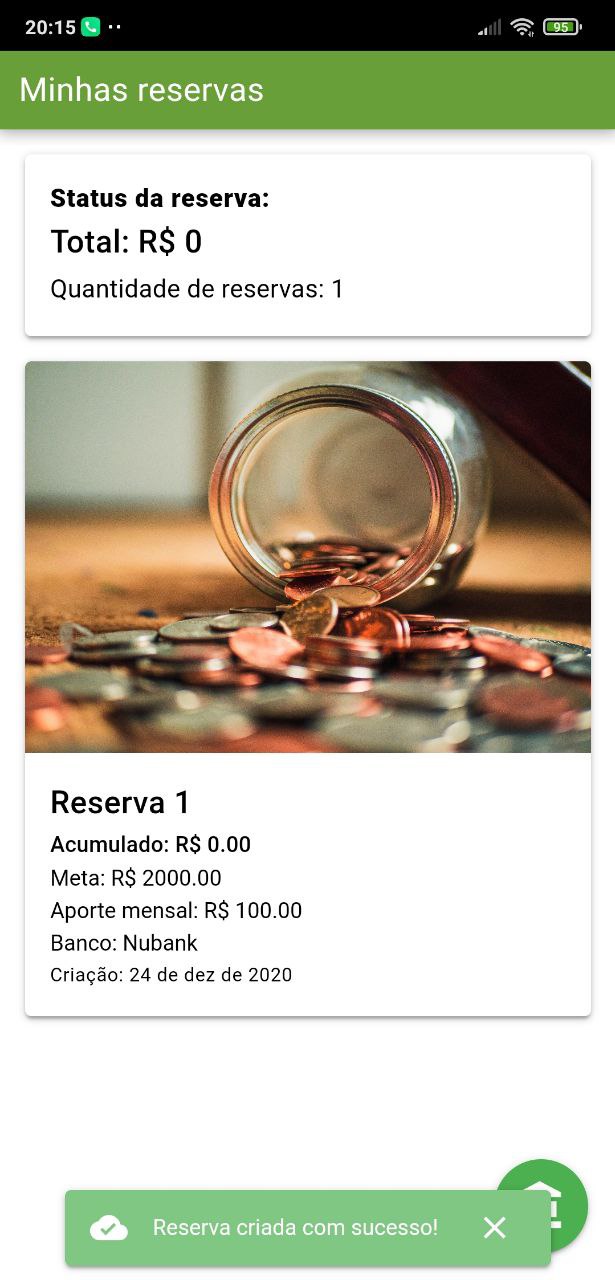 20:15
95
Minhas reservas
Status da reserva:
Total: R$ 0
Quantidade de reservas: 1
Reserva 1
Acumulado: R$ 0.00
Meta: R$ 2000.00
Aporte mensal: R$ 100.00
Banco: Nubank
Criação: 24 de dez de 2020
Reserva criada com sucesso!